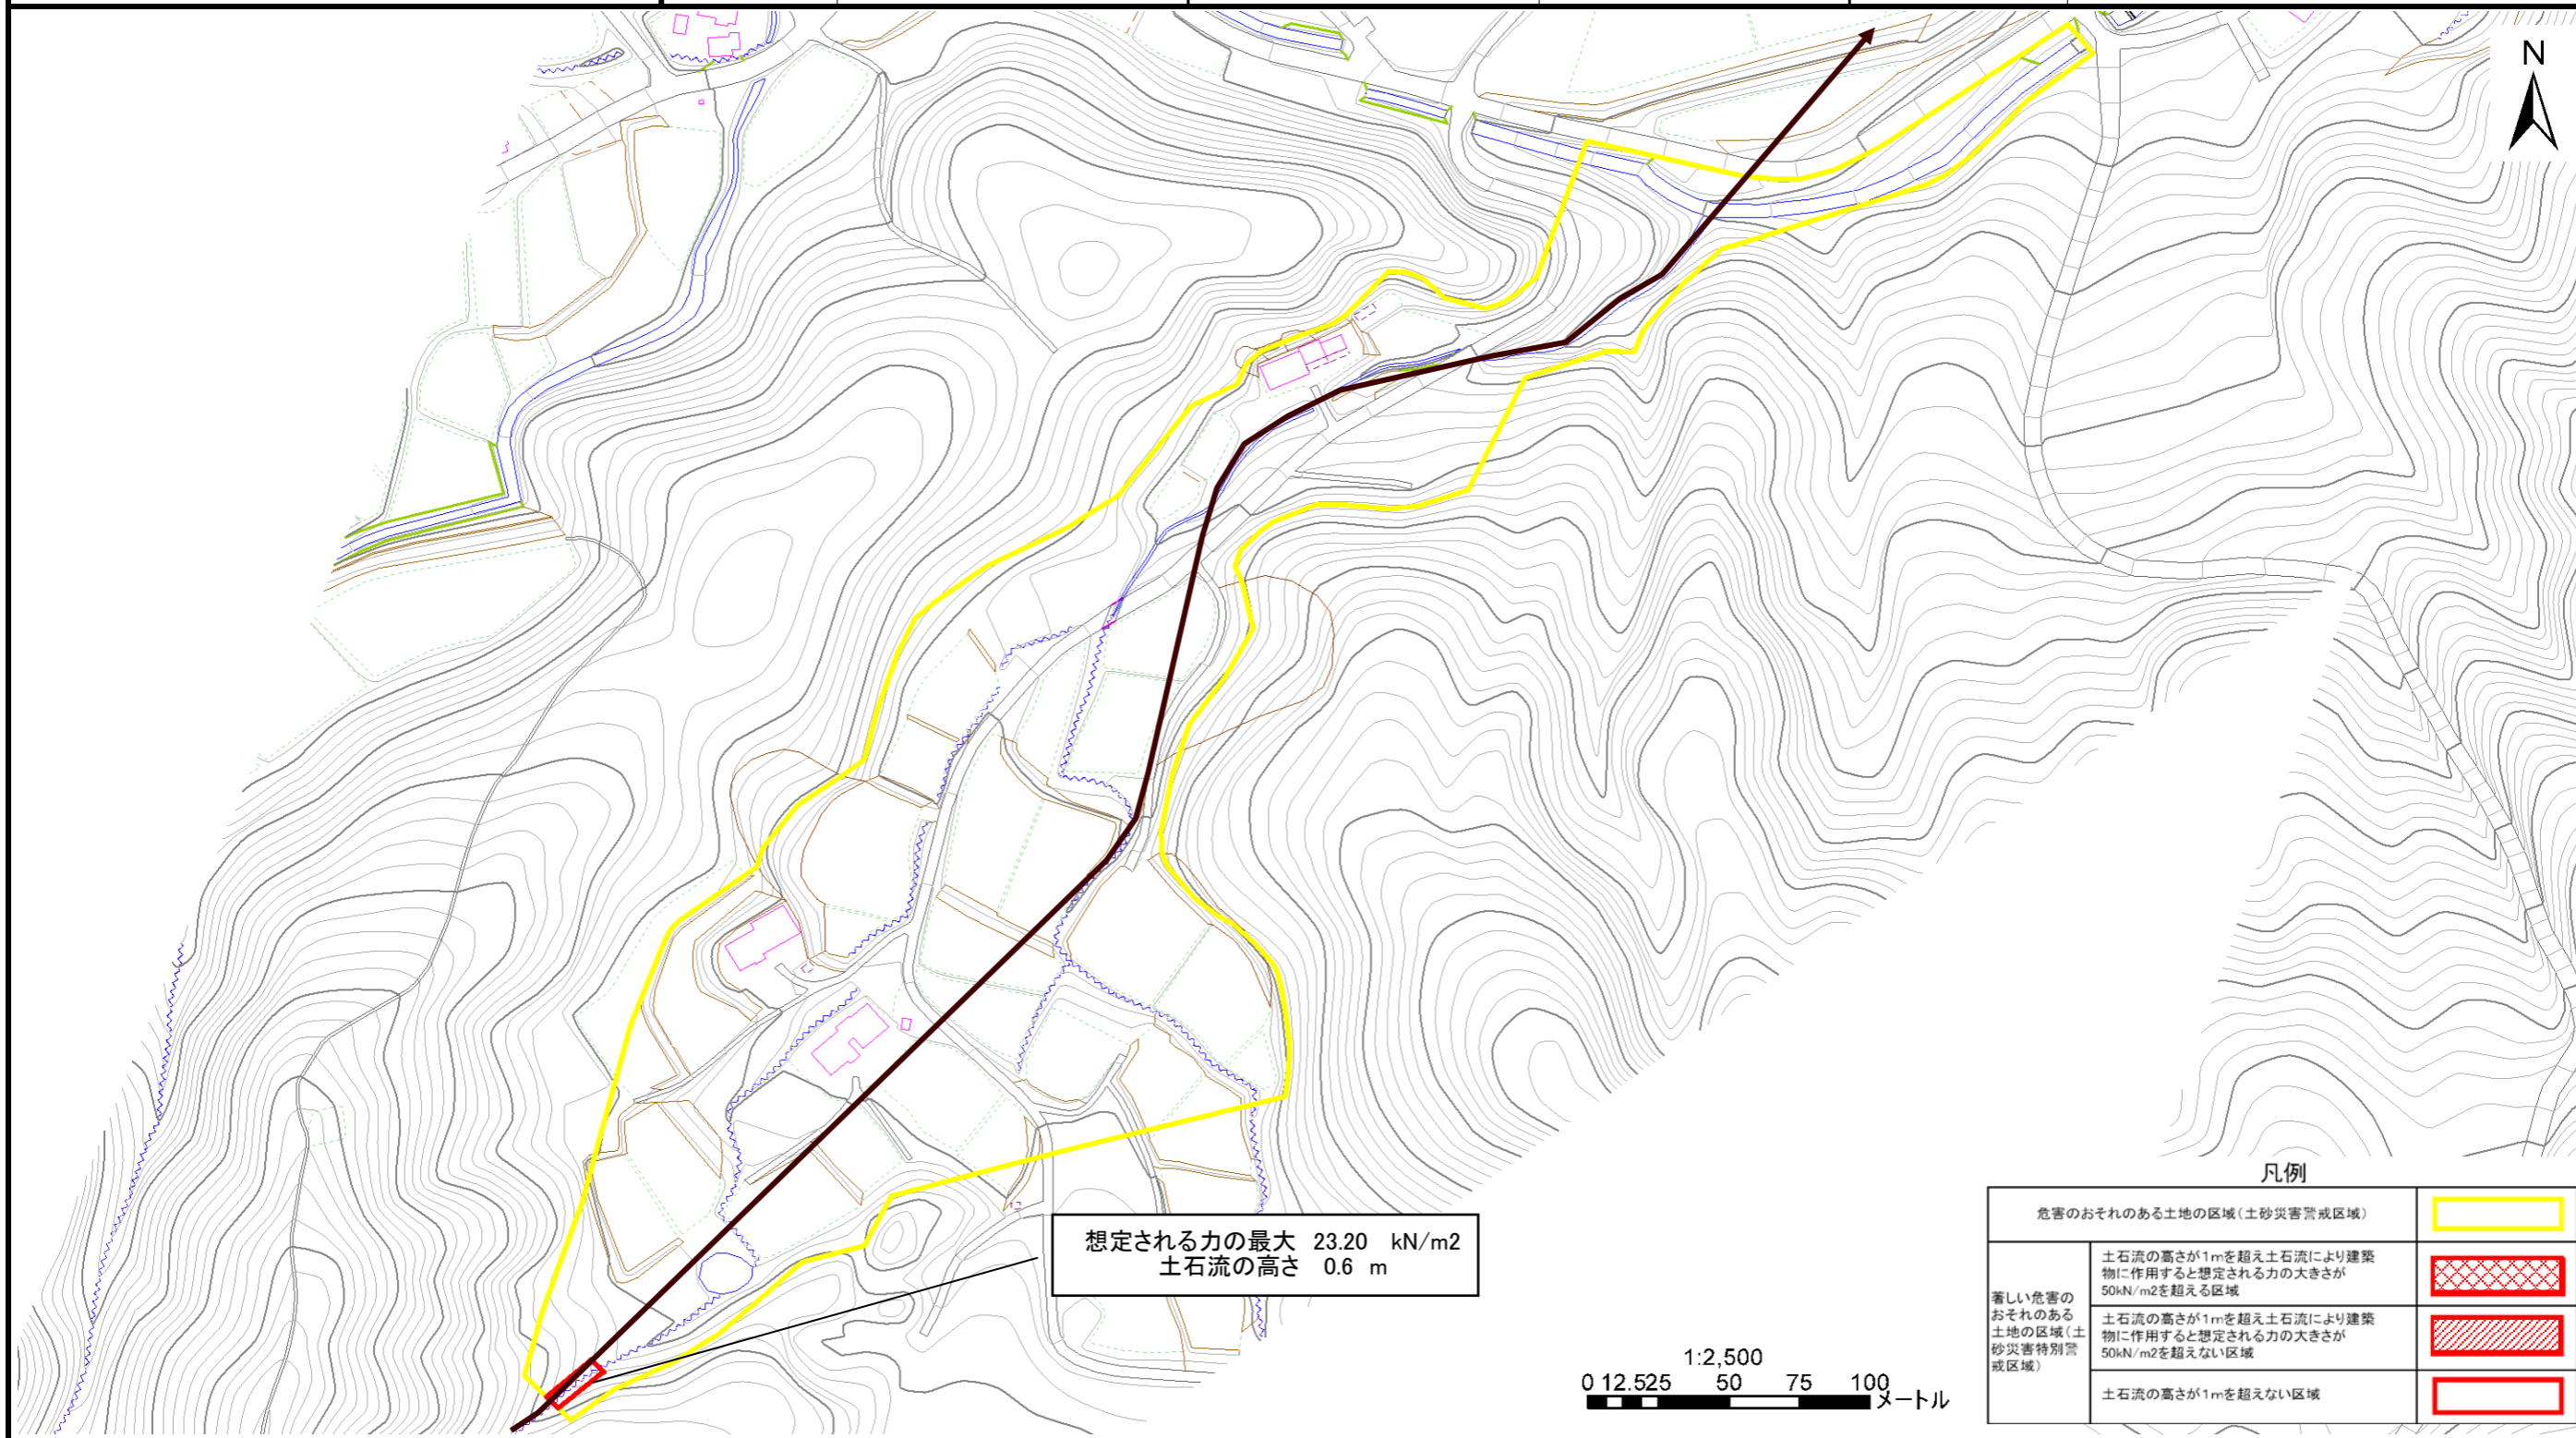 N
想定される力の最大 23.20 kN/m2
土石流の高さ 0.6 m
1:2,500
0 12.525 50 75 100
メートル
凡例
危害のおそれのある土地の区域(土砂災害警戒区域)
著しい危害の
おそれのある
土地の区域(土
砂災害特別警
戒区域)
土石流の高さが1mを超え土石流により建築
物に作用すると想定される力の大きさが
50kN/m2を超える区域
土石流の高さが1mを超え土石流により建築
物に作用すると想定される力の大きさが
50kN/m2を超えない区域
土石流の高さが1mを超えない区域